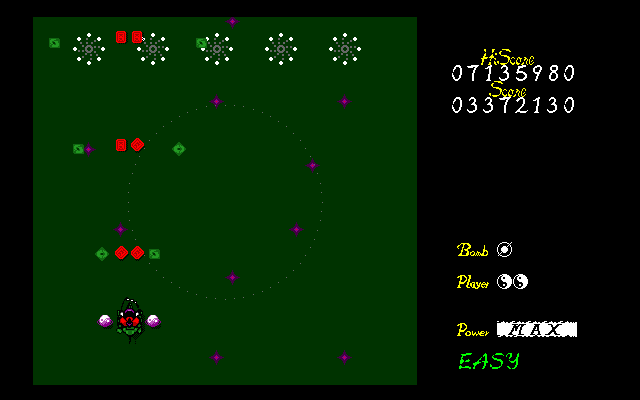 HiScore
07135980
Score
03372130
Bomb
Player
Power MAX
EASY